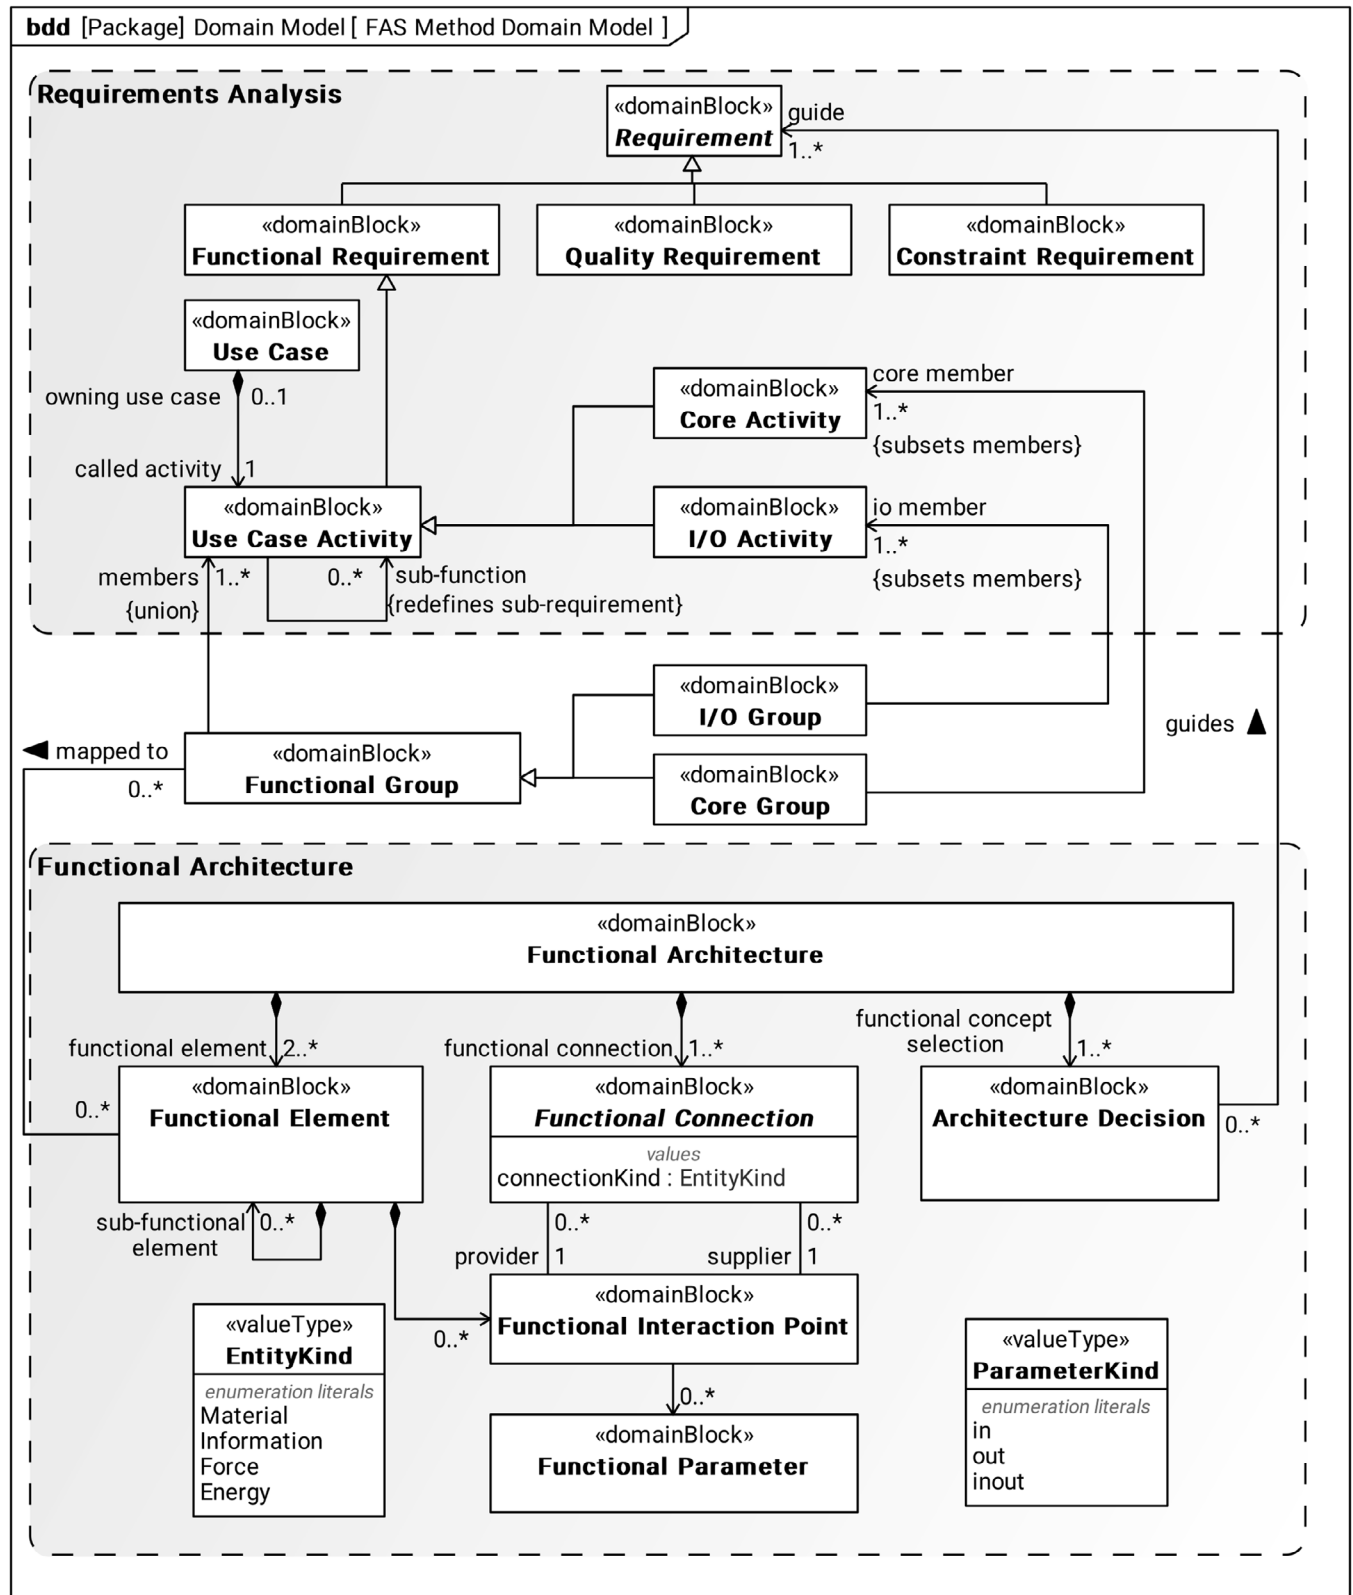 bdd [Package] Domain Model [ FAS Method Domain Model ]
Requirements Analysis
«domainBlock»
Requirement
guide
1..*
«domainBlock»
Functional Requirement
«domainBlock»
Quality Requirement
«domainBlock»
Constraint Requirement
«domainBlock»
Use Case
owning use case
0..1
called activity
1
«domainBlock»
Core Activity
core member
1..*
{subsets members}
«domainBlock»
Use Case Activity
«domainBlock»
I/O Activity
io member
1..*
{subsets members}
members
1..*
{union}
0..*
sub-function
{redefines sub-requirement}
«domainBlock»
I/O Group
guides
mapped to
0..*
«domainBlock»
Functional Group
«domainBlock»
Core Group
Functional Architecture
«domainBlock»
Functional Architecture
functional element
2..*
functional connection
1..*
functional concept
selection
1..*
0..*
«domainBlock»
Functional Element
«domainBlock»
Functional Connection
values
connectionKind : EntityKind
«domainBlock»
Architecture Decision
0..*
sub-functional
element
0..*
0..*
0..*
provider
1
supplier
1
0..*
«domainBlock»
Functional Interaction Point
0..*
«domainBlock»
Functional Parameter
«valueType»
EntityKind
enumeration literals
Material
Information
Force
Energy
«valueType»
ParameterKind
enumeration literals
in
out
inout